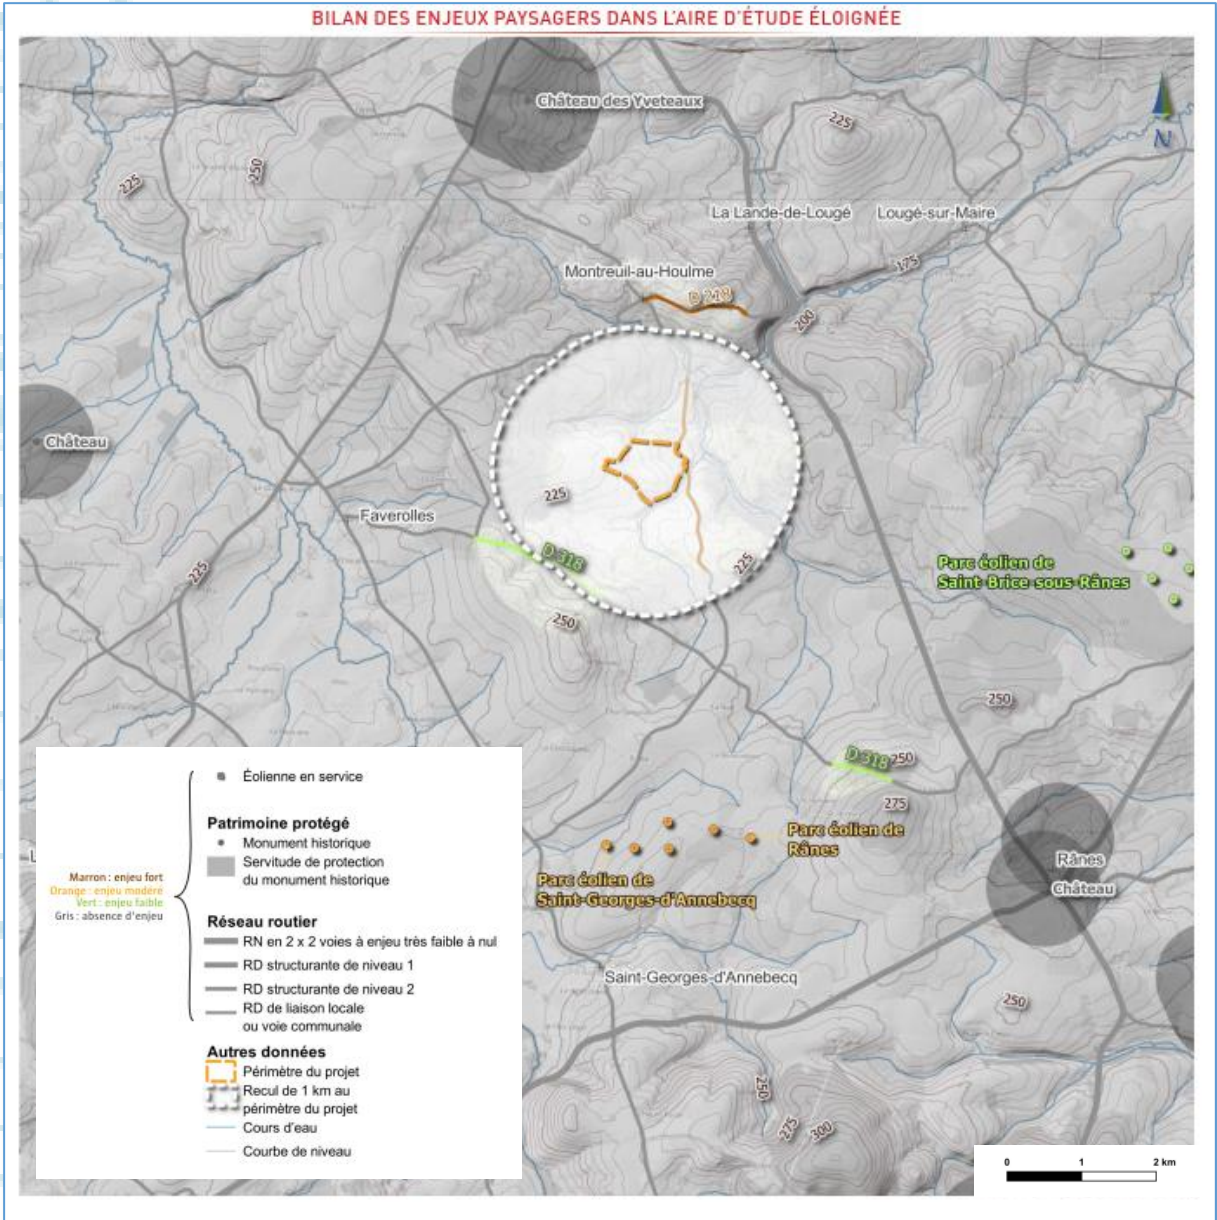 BILAN DES ENJEUX PAYSAGERS DANS L'AIRE D'ÉTUDE ÉLOIGNÉE
Château des Yveteaux
225
N
250
225
La Lande-de-Lougé
Lougé-sur-Maire
175
Montreuil-au-Houlme
D 218
200
Château
225
Faverolles
D 318
225
225
250
Parc éolien de
Saint-Brice-sous-Rânes
250
D 318
250
275
Parc éolien de
Rânes
Parc éolien de
Saint-Georges-d'Annebecq
Rânes
Château
Saint-Georges-d'Annebecq
250
250
275
300
L
Marron : enjeu fort
Orange : enjeu modéré
Vert : enjeu faible
Gris : absence d'enjeu
Éolienne en service
Patrimoine protégé
Monument historique
Servitude de protection
du monument historique
Réseau routier
RN en 2 x 2 voies à enjeu très faible à nul
RD structurante de niveau 1
RD structurante de niveau 2
RD de liaison locale
ou voie communale
Autres données
Périmètre du projet
Recul de 1 km au
périmètre du projet
Cours d'eau
Courbe de niveau
0 1 2 km